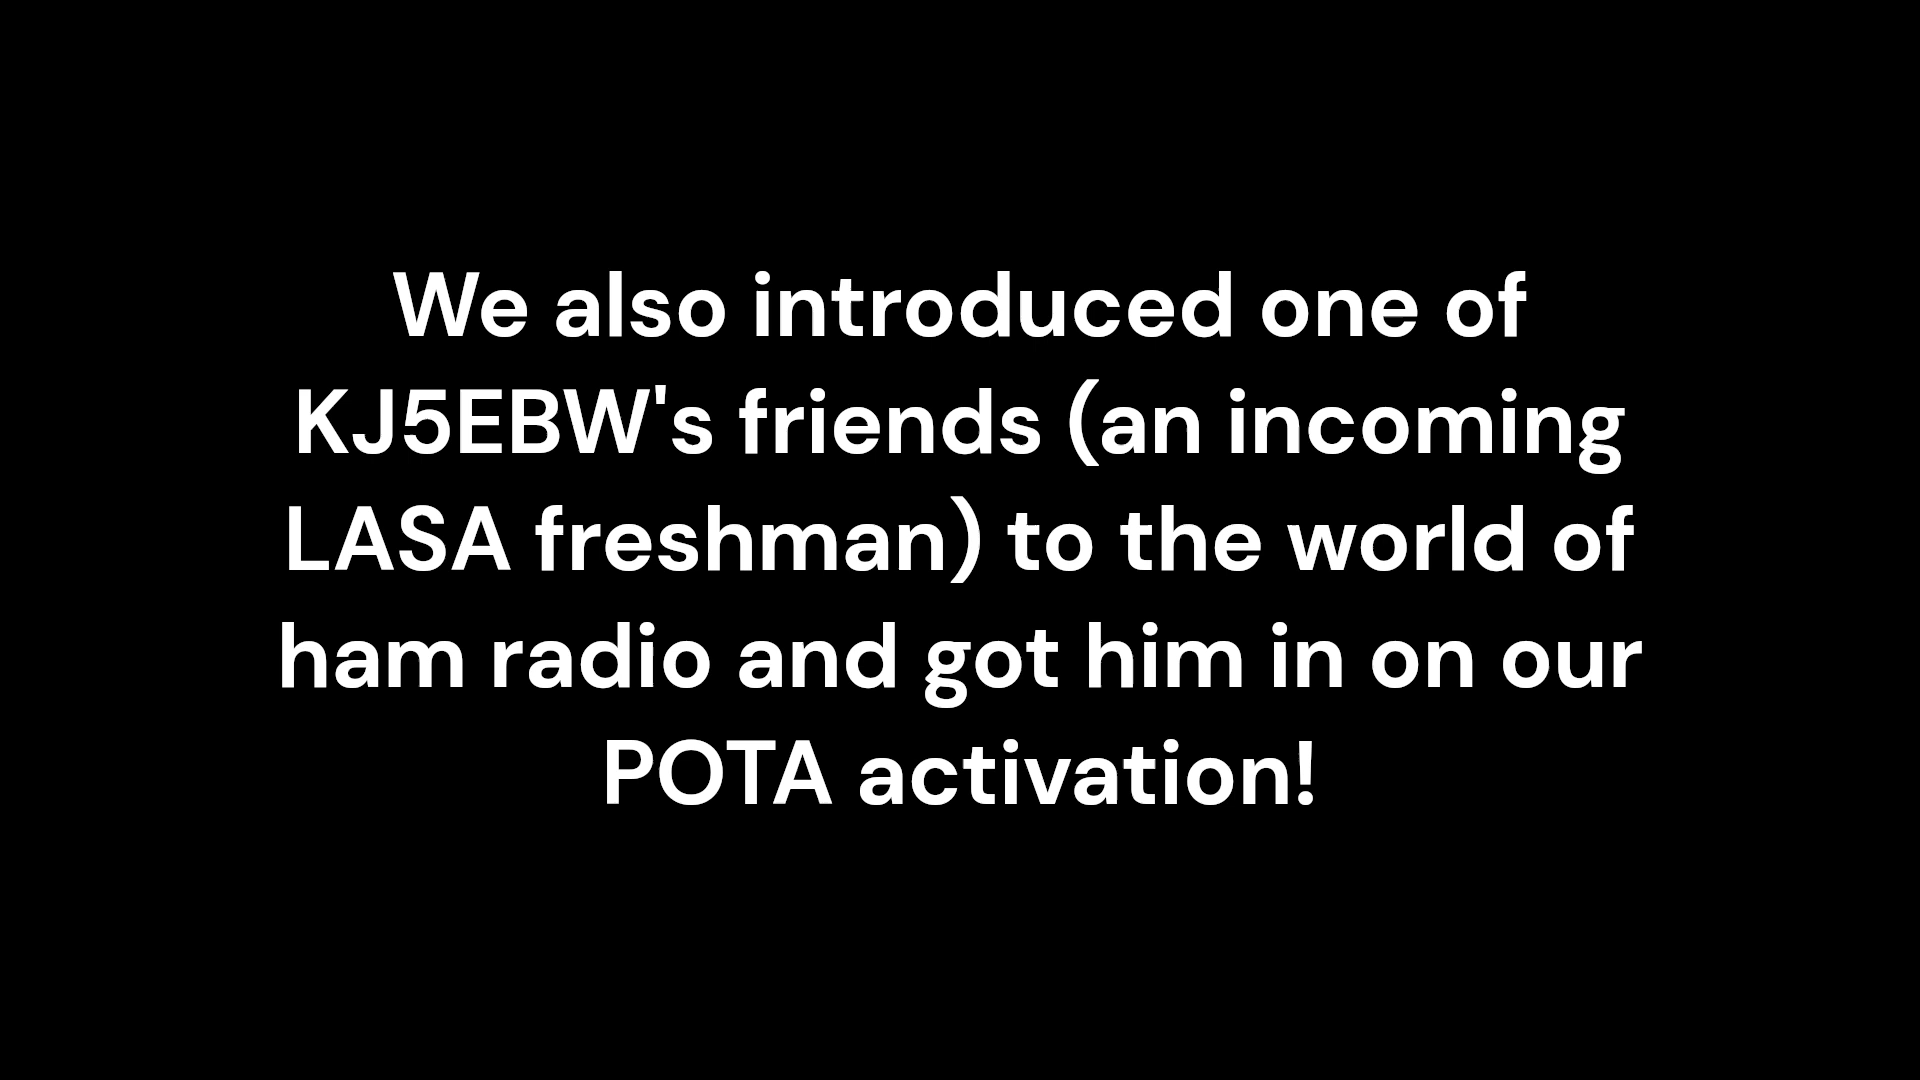 We also introduced one of
KJ5EBW's friends (an incoming
LASA freshman) to the world of
ham radio and got him in on our
POTA activation!